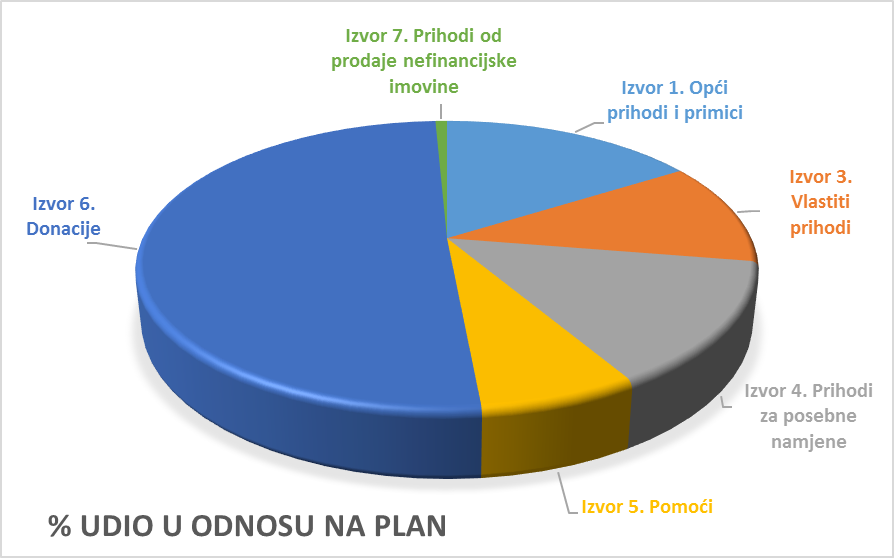 Izvor 7. Prihodi od
prodaje nefinancijske
imovine
Izvor 1. Opći
prihodi i primici
Izvor 3.
Vlastiti
prihodi
Izvor 6.
Donacije
Izvor 4. Prihodi
za posebne
namjene
Izvor 5. Pomoći
% UDIO U ODNOSU NA PLAN